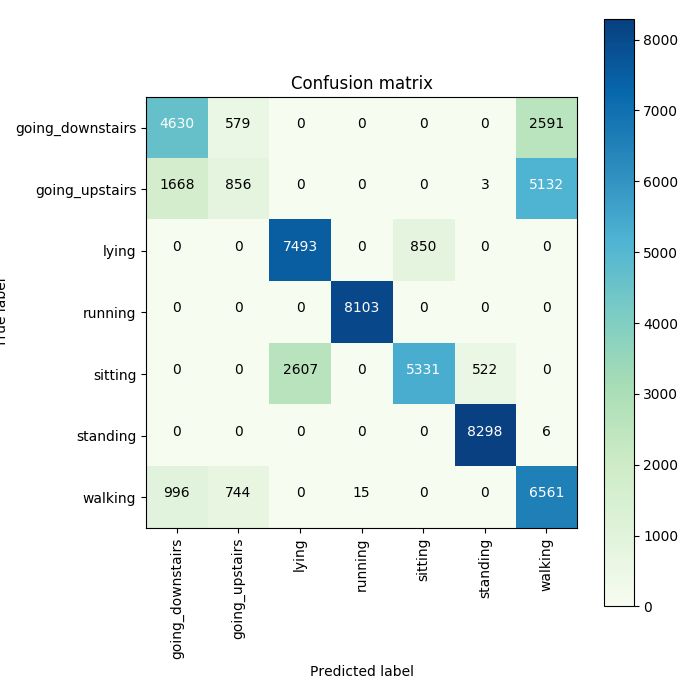 Confusion matrix
going_downstairs 4630 579 0 0 0 0 2591
going_upstairs 1668 856 0 0 0 3 5132
lying 0 0 7493 0 850 0 0
running 0 0 0 8103 0 0 0
sitting 0 0 2607 0 5331 522 0
standing 0 0 0 0 0 8298 6
walking 996 744 0 15 0 0 6561
going_downstairs
going_upstairs
lying
running
sitting
standing
walking
Predicted label
True label
8000
7000
6000
5000
4000
3000
2000
1000
0